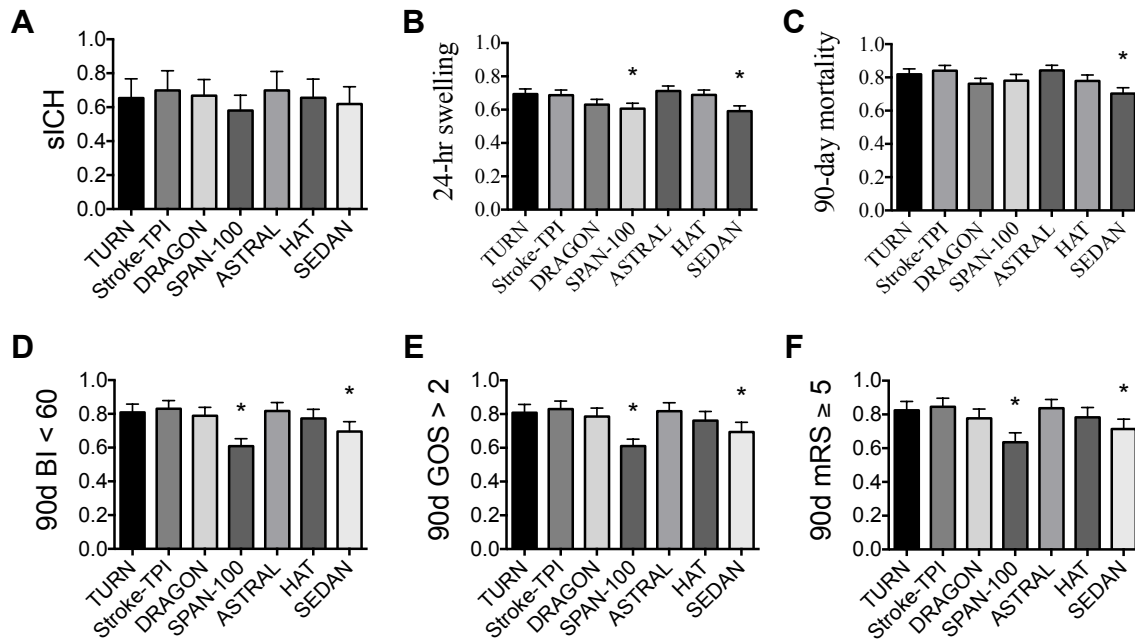 A
sICH
1.0
0.8
0.6
0.4
0.2
0.0
TURN
Stroke-TPI
DRAGON
SPAN-100
ASTRAL
HAT
SEDAN
B
24-hr swelling
1.0
0.8
0.6
0.4
0.2
0.0
*
*
TURN
Stroke-TPI
DRAGON
SPAN-100
ASTRAL
HAT
SEDAN
C
90-day mortality
1.0
0.8
0.6
0.4
0.2
0.0
*
TURN
Stroke-TPI
DRAGON
SPAN-100
ASTRAL
HAT
SEDAN
D
90d BI < 60
1.0
0.8
0.6
0.4
0.2
0.0
*
*
TURN
Stroke-TPI
DRAGON
SPAN-100
ASTRAL
HAT
SEDAN
E
90d GOS > 2
1.0
0.8
0.6
0.4
0.2
0.0
*
*
TURN
Stroke-TPI
DRAGON
SPAN-100
ASTRAL
HAT
SEDAN
F
90d mRS ≥ 5
1.0
0.8
0.6
0.4
0.2
0.0
*
*
TURN
Stroke-TPI
DRAGON
SPAN-100
ASTRAL
HAT
SEDAN